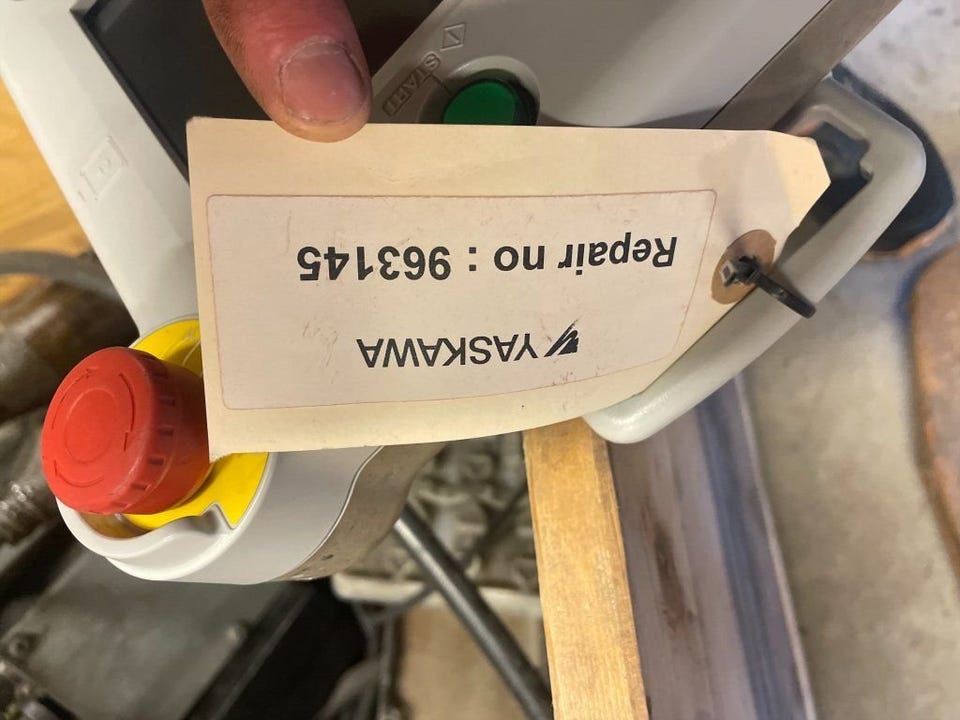 YASKAWA
Repair no : 963145
START